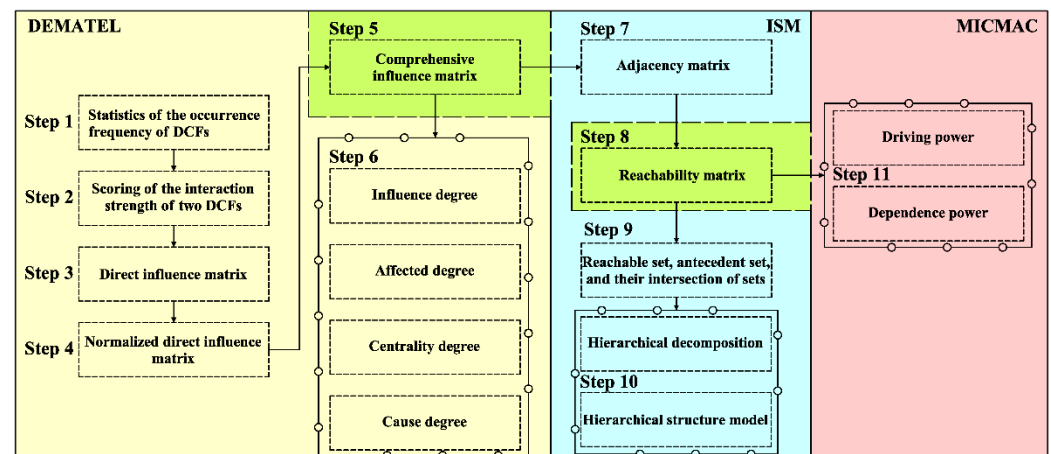 DEMATEL
Step 1
Statistics of the occurrence
frequency of DCFs
Step 2
Scoring of the interaction
strength of two DCFs
Step 3
Direct influence matrix
Step 4
Normalized direct influence
matrix
Step 5
Comprehensive
influence matrix
Step 6
Influence degree
Affected degree
Centrality degree
Cause degree
ISM
Step 7
Adjacency matrix
Step 8
Reachability matrix
Step 9
Reachable set, antecedent set,
and their intersection of sets
Hierarchical decomposition
Step 10
Hierarchical structure model
MICMAC
Driving power
Step 11
Dependence power